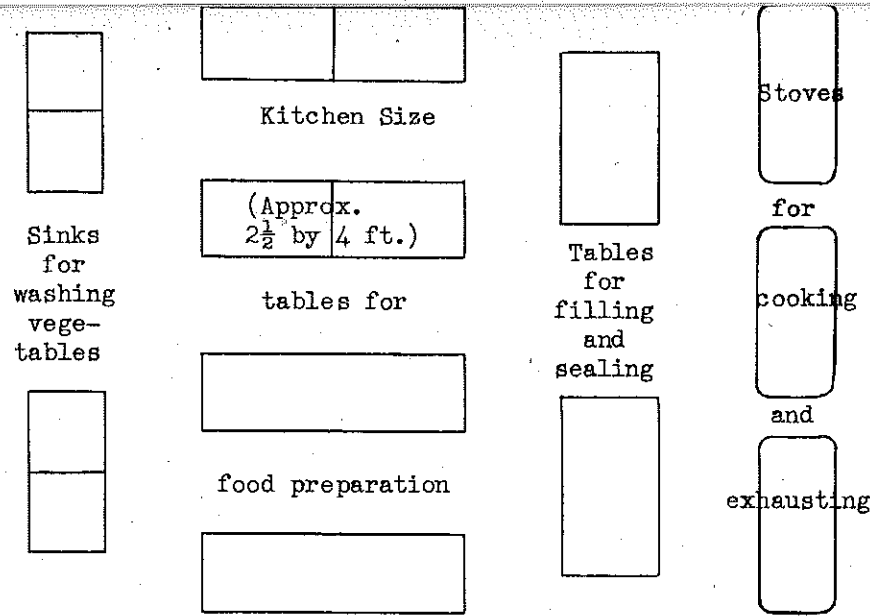 Kitchen Size
(Approx.
2½ by 4 ft.)
tables for
food preparation
Sinks
for
washing
vege-
tables
Tables
for
filling
and
sealing
Stoves
for
cooking
and
exhausting